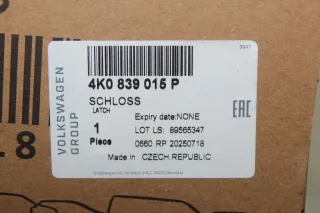 4K0 839 015 P
SCHLOSS
LATCH
VOLKSWAGEN
GROUP
Expiry date:NONE
1
Piece
LOT LS: 89565347
0660 RP 20250718
Made in CZECH.REPUBLIC
EAC
8